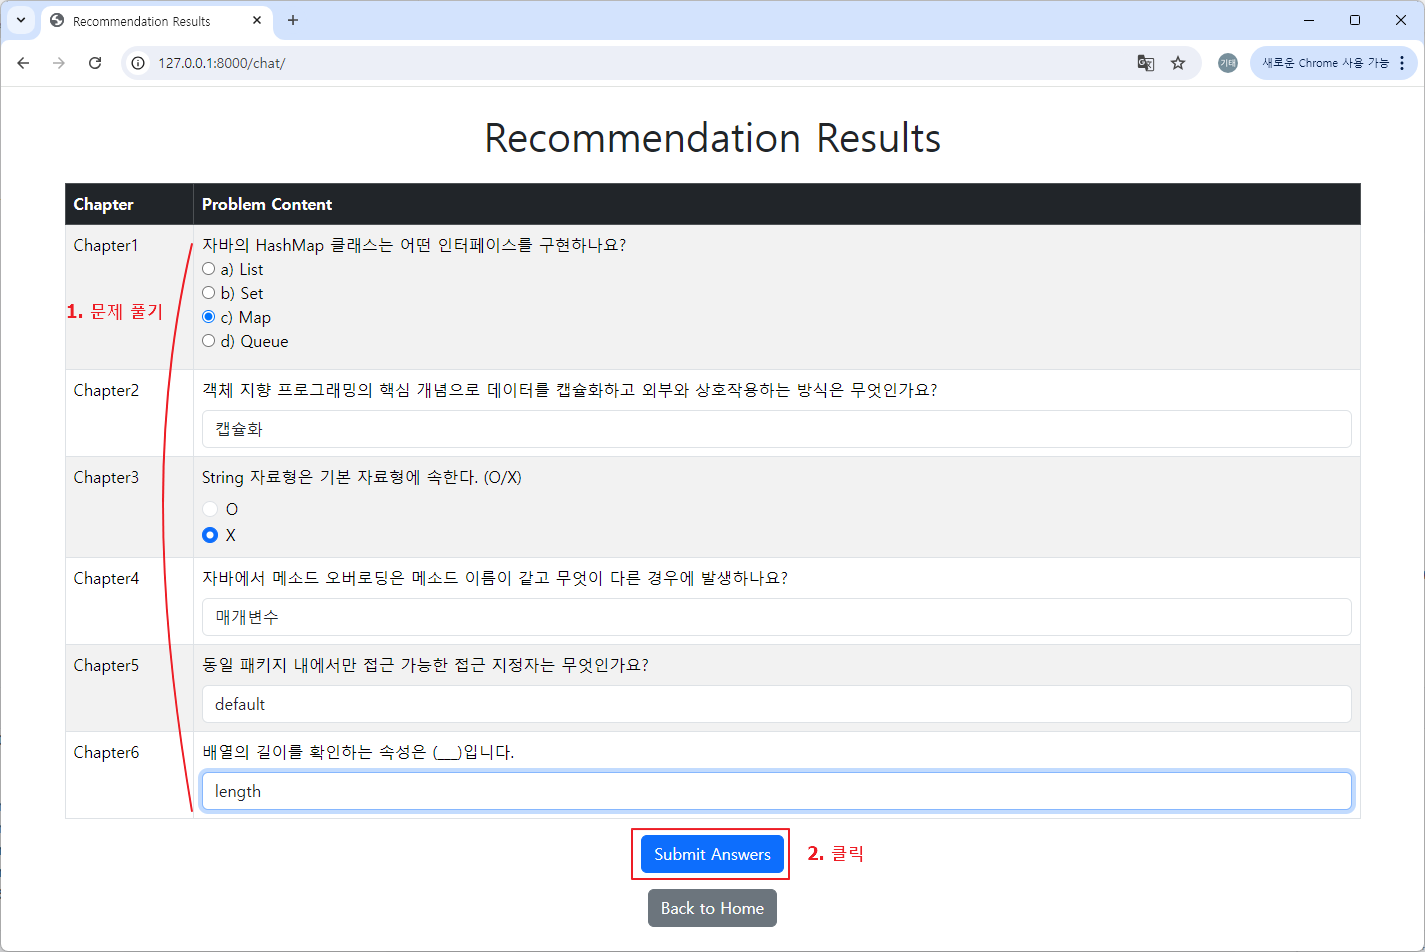 Recommendation Results
127.0.0.1:8000/chat/
기태
새로운 Chrome 사용 가능
Recommendation Results
Chapter
Problem Content
Chapter1
자바의 HashMap 클래스는 어떤 인터페이스를 구현하나요?
a) List
b) Set
1. 문제 풀기
c) Map
d) Queue
Chapter2
객체 지향 프로그래밍의 핵심 개념으로 데이터를 캡슐화하고 외부와 상호작용하는 방식은 무엇인가요?
캡슐화
Chapter3
String 자료형은 기본 자료형에 속한다. (O/X)
O
X
Chapter4
자바에서 메소드 오버로딩은 메소드 이름이 같고 무엇이 다른 경우에 발생하나요?
매개변수
Chapter5
동일 패키지 내에서만 접근 가능한 접근 지정자는 무엇인가요?
default
Chapter6
배열의 길이를 확인하는 속성은 (___)입니다.
length
Submit Answers
2. 클릭
Back to Home